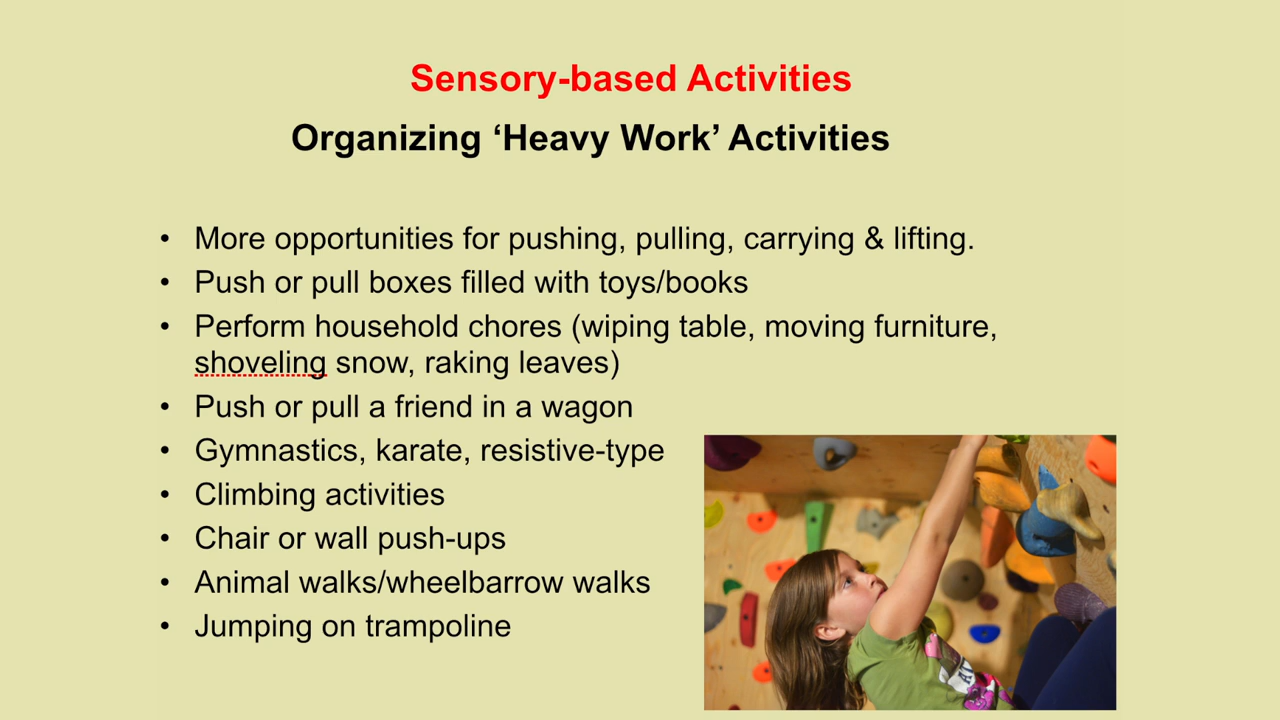 Sensory-based Activities
Organizing ‘Heavy Work’ Activities
• More opportunities for pushing, pulling, carrying & lifting.
• Push or pull boxes filled with toys/books
• Perform household chores (wiping table, moving furniture,
shoveling snow, raking leaves)
• Push or pull a friend in a wagon
• Gymnastics, karate, resistive-type
• Climbing activities
• Chair or wall push-ups
• Animal walks/wheelbarrow walks
• Jumping on trampoline